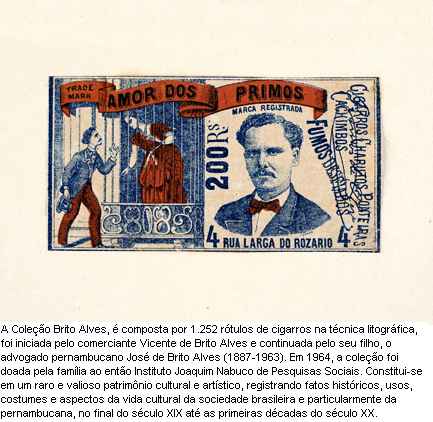 TRADE
MARK
AMOR DOS PRIMOS
MARCA REGISTRADA
200 RS
FUMOS
CIGARROS CHARUTOS PONTEIRAS
CACHIMBOS
4 RUA LARGA DO ROZARIO 4
A Coleção Brito Alves, é composta por 1.252 rótulos de cigarros na técnica litográfica,
foi iniciada pelo comerciante Vicente de Brito Alves e continuada pelo seu filho, o
advogado pernambucano José de Brito Alves (1887-1963). Em 1964, a coleção foi
doada pela família ao então Instituto Joaquim Nabuco de Pesquisas Sociais. Constitui-se
em um raro e valioso patrimônio cultural e artístico, registrando fatos históricos, usos,
costumes e aspectos da vida cultural da sociedade brasileira e particularmente da
pernambucana, no final do século XIX até as primeiras décadas do século XX.